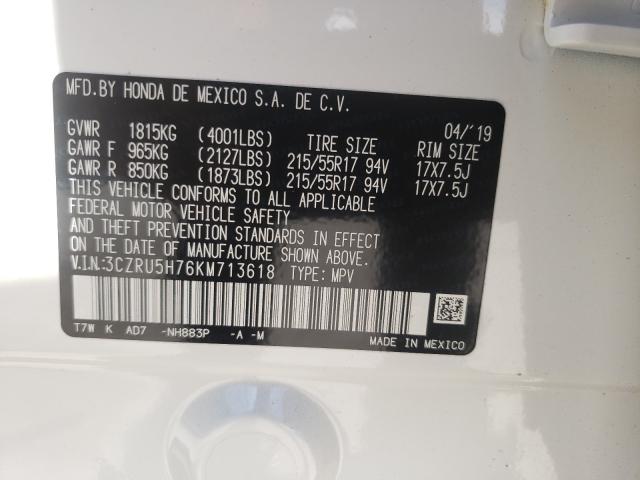 MFD.BY HONDA DE MEXICO S.A. DE C.V.
04/'19
GVWR 1815KG (4001LBS) TIRE SIZE RIM SIZE
GAWR F 965KG (2127LBS) 215/55R17 94V 17X7.5J
GAWR R 850KG (1873LBS) 215/55R17 94V 17X7.5J
THIS VEHICLE CONFORMS TO ALL APPLICABLE
FEDERAL MOTOR VEHICLE SAFETY
AND THEFT PREVENTION STANDARDS IN EFFECT
ON THE DATE OF MANUFACTURE SHOWN ABOVE.
V.I.N:3CZRU5H76KM713618 TYPE: MPV
T7W K AD7 -NH883P -A -M
MADE IN MEXICO